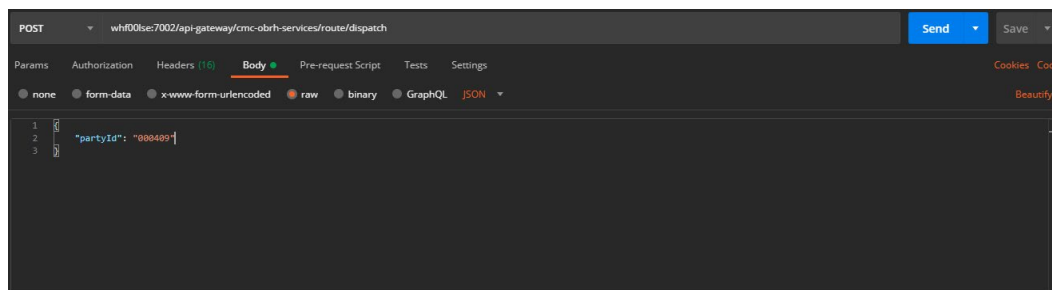 POST whf00lse:7002/api-gateway/cmc-obrh-services/route/dispatch Send Save
Params Authorization Headers (16) Body Pre-request Script Tests Settings Cookies
none form-data x-www-form-urlencoded raw binary GraphQL JSON Beautify
1 {
2 "partyId": "000409"
3 }